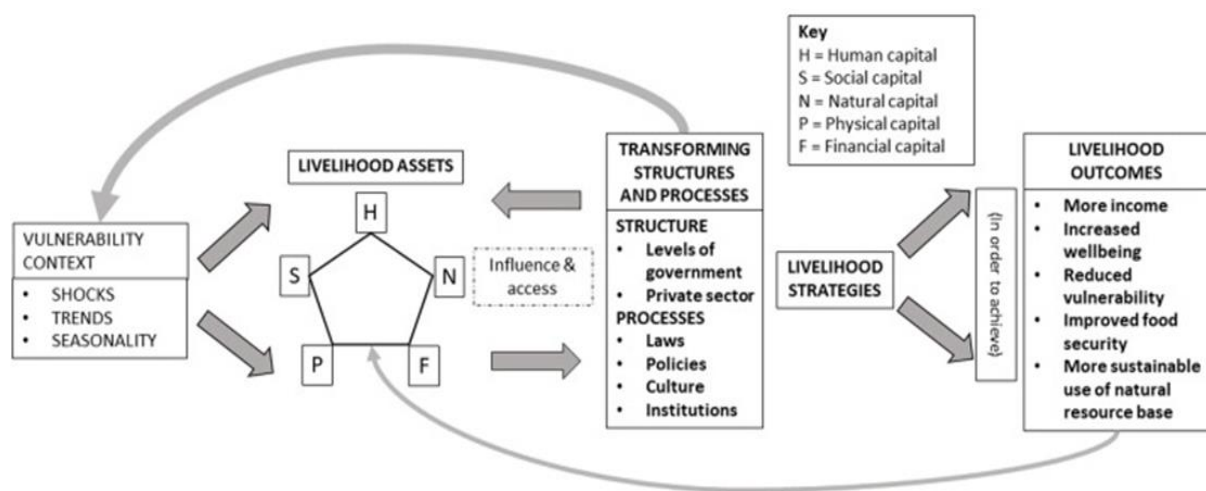 Key
H = Human capital
S = Social capital
N = Natural capital
P = Physical capital
F = Financial capital
VULNERABILITY
CONTEXT
• SHOCKS
• TRENDS
• SEASONALITY
LIVELIHOOD ASSETS
H
S
N
P
F
Influence &
access
TRANSFORMING
STRUCTURES
AND PROCESSES
STRUCTURE
• Levels of
government
• Private sector
PROCESSES
• Laws
• Policies
• Culture
• Institutions
LIVELIHOOD
STRATEGIES
(In order to achieve)
LIVELIHOOD
OUTCOMES
• More income
• Increased
wellbeing
• Reduced
vulnerability
• Improved food
security
• More sustainable
use of natural
resource base